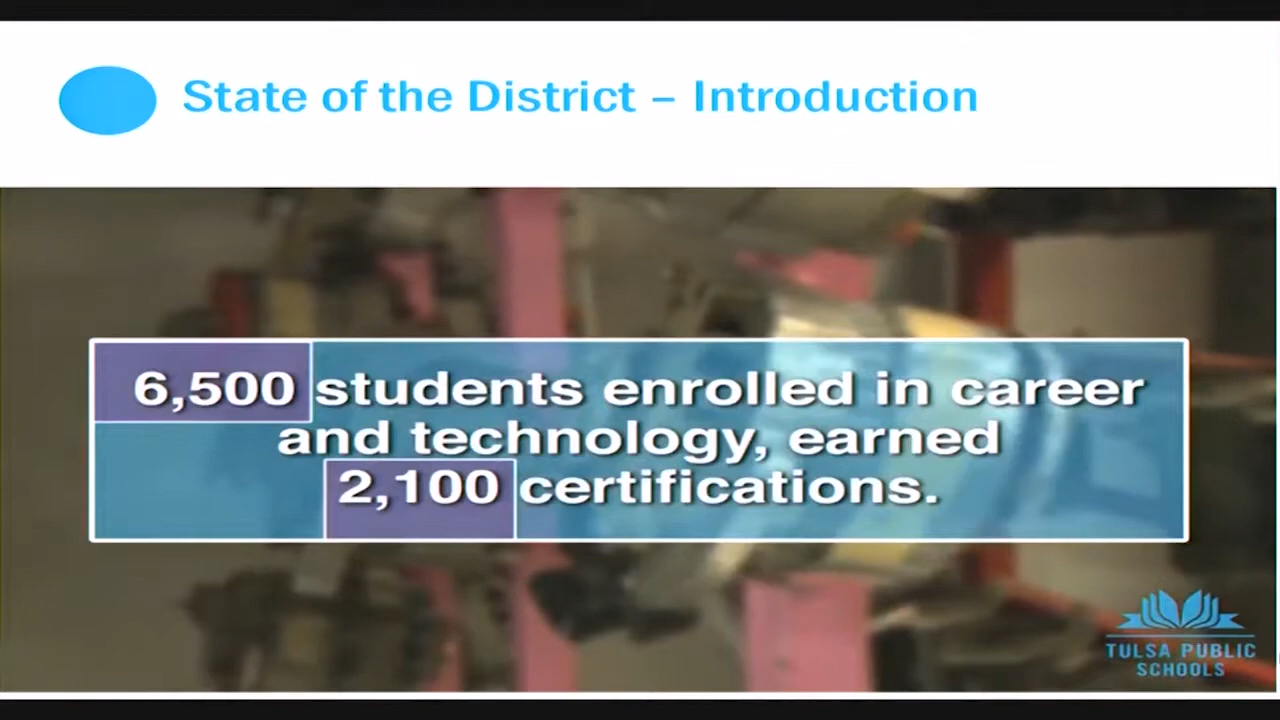 State of the District – Introduction
6,500 students enrolled in career
and technology, earned
2,100 certifications.
TULSA PUBLIC
SCHOOLS